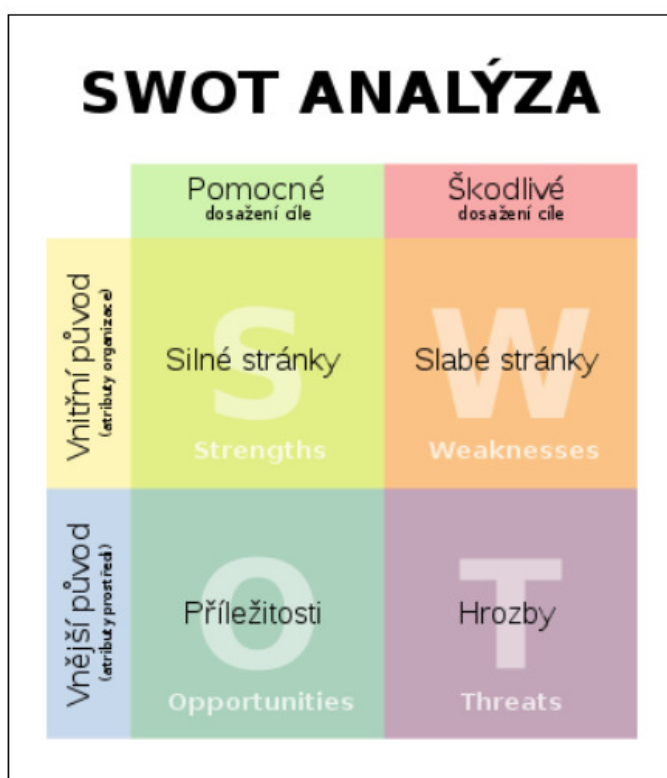 SWOT ANALÝZA
Pomocné
dosažení cíle
Škodlivé
dosažení cíle
Vnitřní původ
(atributy organizace)
S
Silné stránky
Strengths
W
Slabé stránky
Weaknesses
Vnější původ
(atributy prostředí)
O
Příležitosti
Opportunities
T
Hrozby
Threats